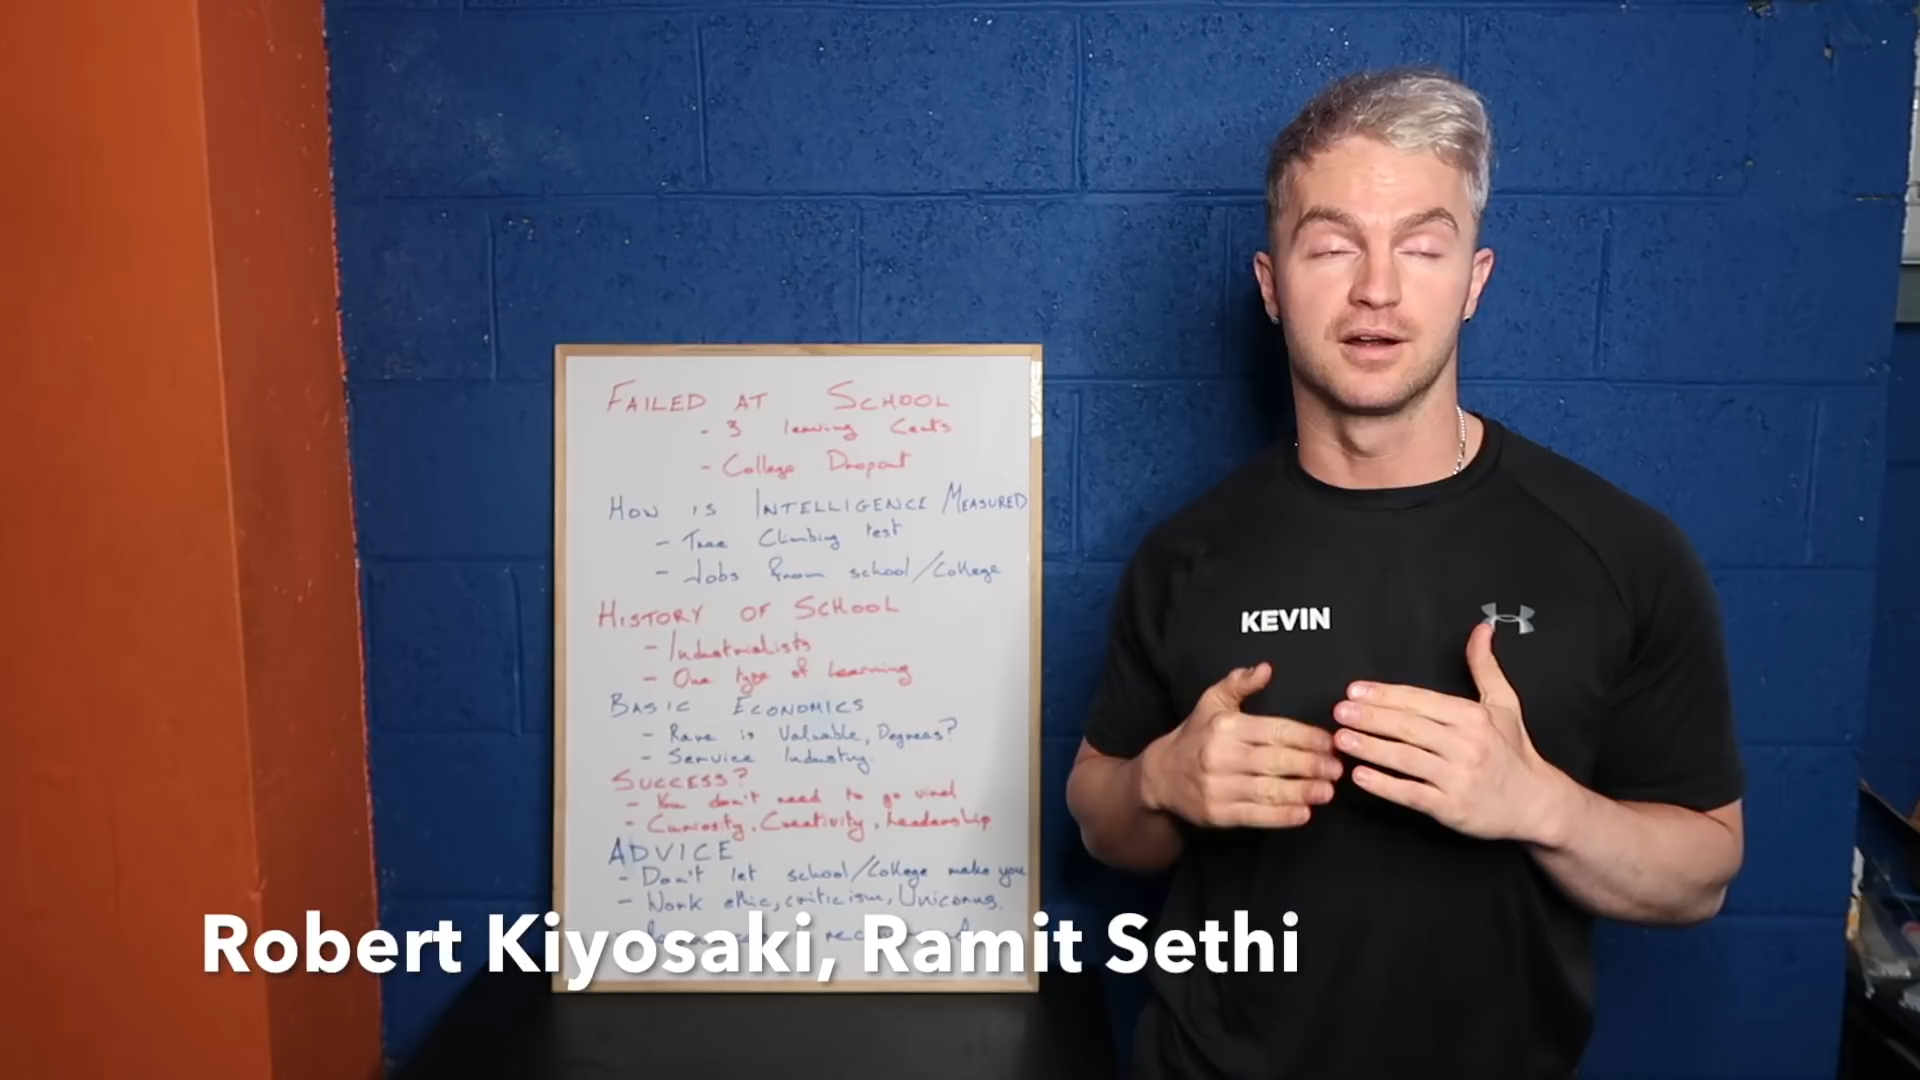 FAILED AT SCHOOL
- 3 leaving Certs
- College Dropout
HOW IS INTELLIGENCE MEASURED
- Tree Climbing test
- Jobs from school/College
HISTORY OF SCHOOL
- Industrialists
- One type of learning
BASIC ECONOMICS
- Rare is Valuable, Degrees?
- Service Industry.
SUCCESS?
- You don't need to go viral
- Curiosity, Creativity, Leadership
ADVICE
- Don't let school/College make you
- Work ethic, criticism, Unicorns.
KEVIN
Robert Kiyosaki, Ramit Sethi